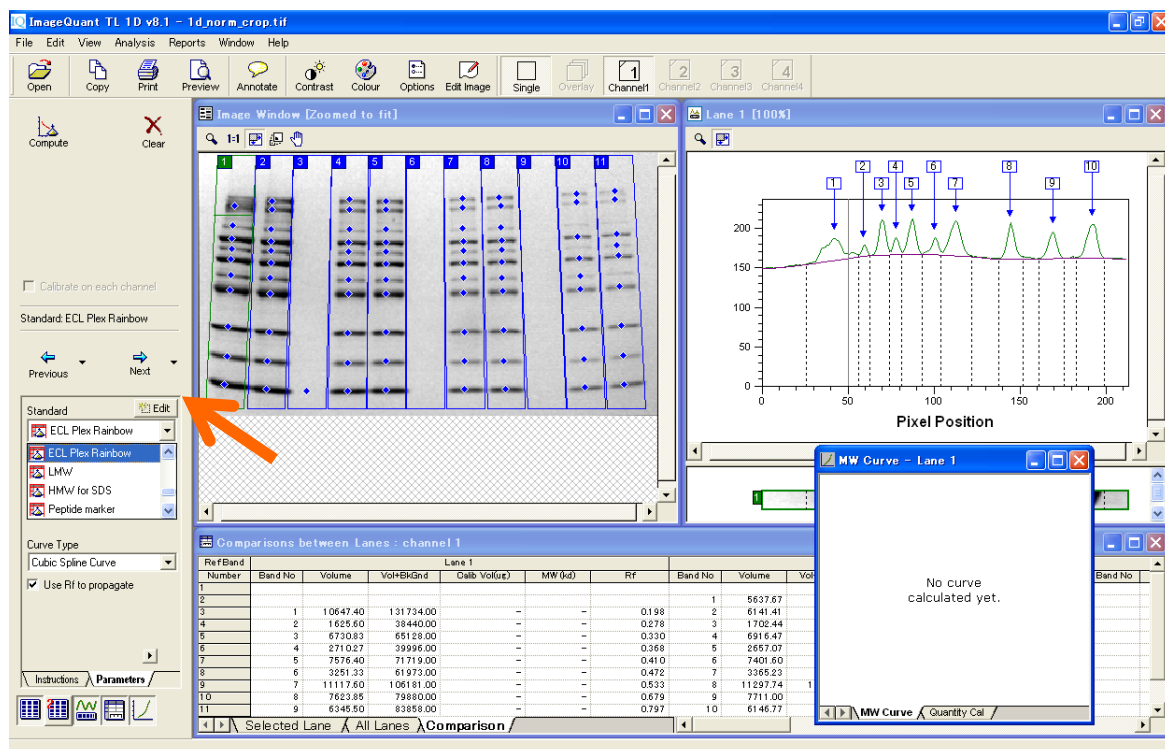 ImageQuant TL 1D v8.1 - 1d_norm_crop.tif
File Edit View Analysis Reports Window Help
Open Copy Print Preview Annotate Contrast Colour Options Edit Image Single Overlay Channel1 Channel2 Channel3 Channel4
Compute Clear
Calibrate on each channel
Standard: ECL Plex Rainbow
Previous Next
Standard Edit
ECL Plex Rainbow
ECL Plex Rainbow
LMW
HMW for SDS
Peptide marker
Curve Type
Cubic Spline Curve
Use Rf to propagate
Instructions Parameters
Image Window [Zoomed to fit]
1:1
1 2 3 4 5 6 7 8 9 10 11
Lane 1 [100%]
1 2 3 4 5 6 7 8 9 10
200
150
100
50
0
0 50 100 150 200
Pixel Position
1
Comparisons between Lanes : channel 1
Ref Band Lane 1
Number Band No Volume Vol+BkGnd Calib Vol(ug) MW (kd) Rf Band No Volume Vol Band No
1
2 1 5637.67
3 1 10647.40 131734.00 - - 0.198 2 6141.41
4 2 1625.60 38440.00 - - 0.278 3 1702.44
5 3 6730.83 65128.00 - - 0.330 4 6916.47
6 4 2710.27 39996.00 - - 0.368 5 2657.07
7 5 7576.40 71719.00 - - 0.410 6 7401.60
8 6 3251.33 61973.00 - - 0.472 7 3365.23
9 7 11117.60 106181.00 - - 0.533 8 11297.74 1
10 8 7623.85 79880.00 - - 0.679 9 7711.00
11 9 6345.50 83858.00 - - 0.797 10 6146.77
Selected Lane All Lanes Comparison
MW Curve - Lane 1
No curve
calculated yet.
MW Curve Quantity Cal